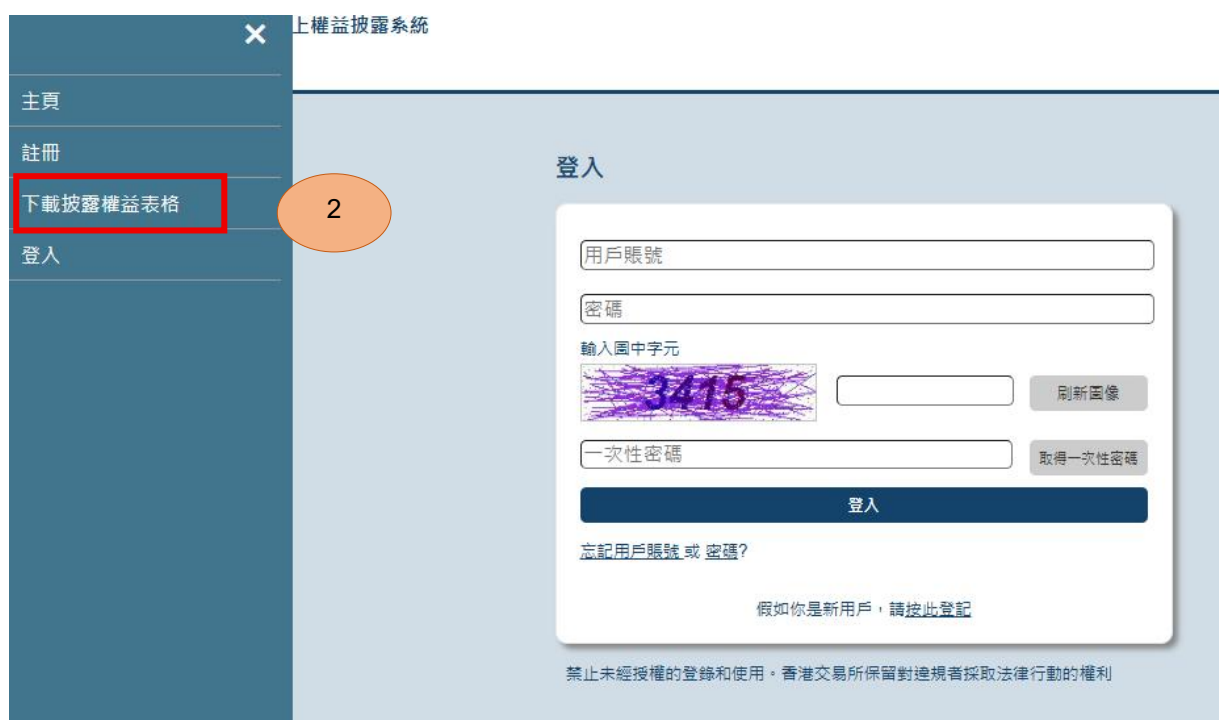 上權益披露系統
主頁
註冊
下載披露權益表格
登入
2
登入
用戶賬號
密碼
輸入圖中字元
3415
刷新圖像
一次性密碼
取得一次性密碼
登入
忘記用戶賬號 或 密碼?
假如你是新用戶，請按此登記
禁止未經授權的登錄和使用。香港交易所保留對違規者採取法律行動的權利